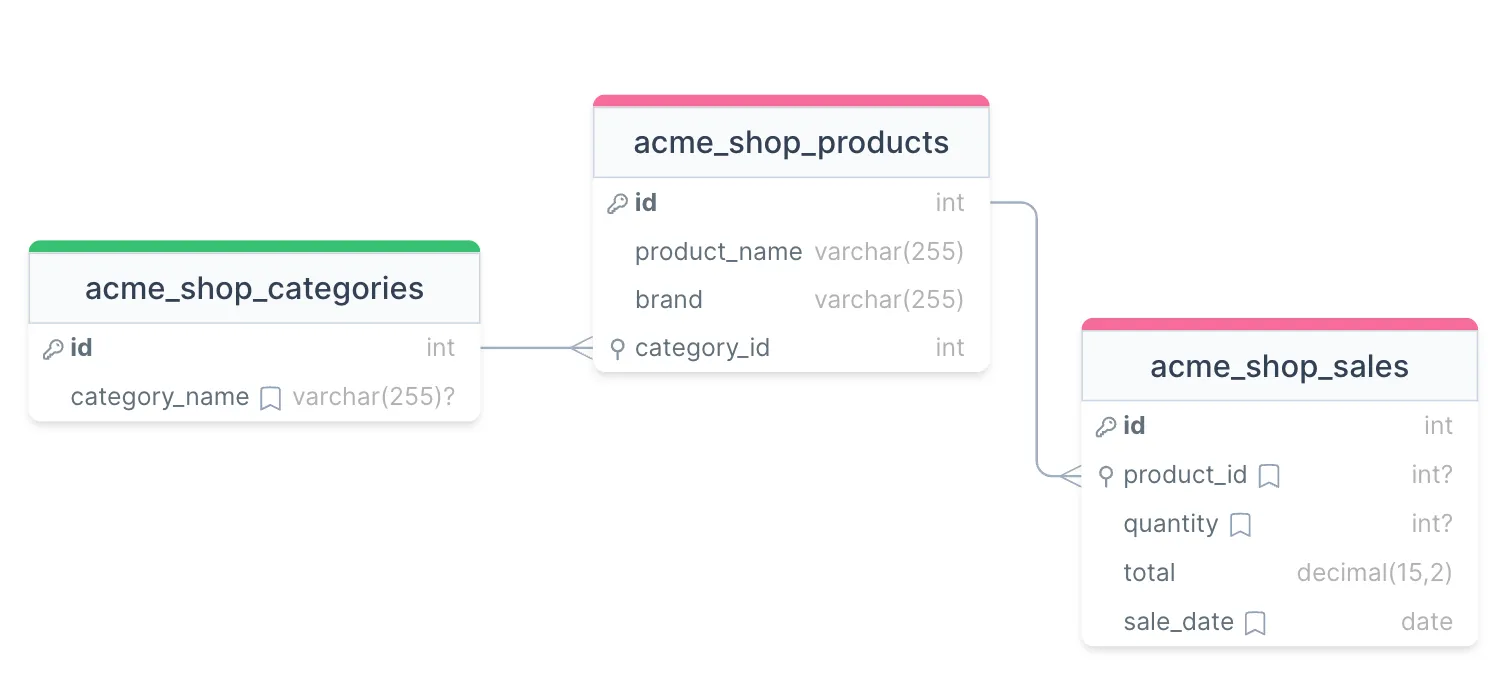 acme_shop_categories
id int
category_name varchar(255)?
acme_shop_products
id int
product_name varchar(255)
brand varchar(255)
category_id int
acme_shop_sales
id int
product_id int?
quantity int?
total decimal(15,2)
sale_date date